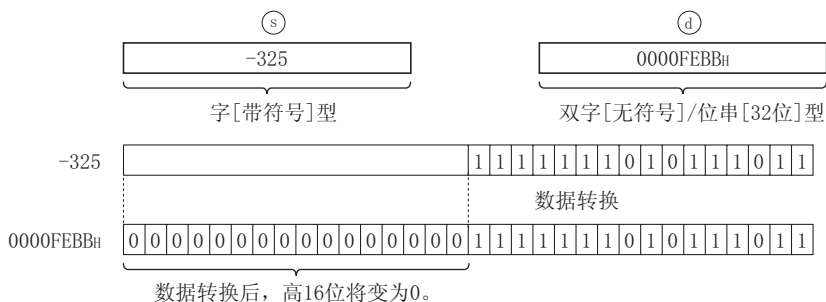 s d
-325 0000FEBBH
字[带符号]型 双字[无符号]/位串[32位]型
-325 1 1 1 1 1 1 1 0 1 0 1 1 1 0 1 1
数据转换
0000FEBBH 0 0 0 0 0 0 0 0 0 0 0 0 0 0 0 0 1 1 1 1 1 1 1 0 1 0 1 1 1 0 1 1
数据转换后，高16位将变为0。